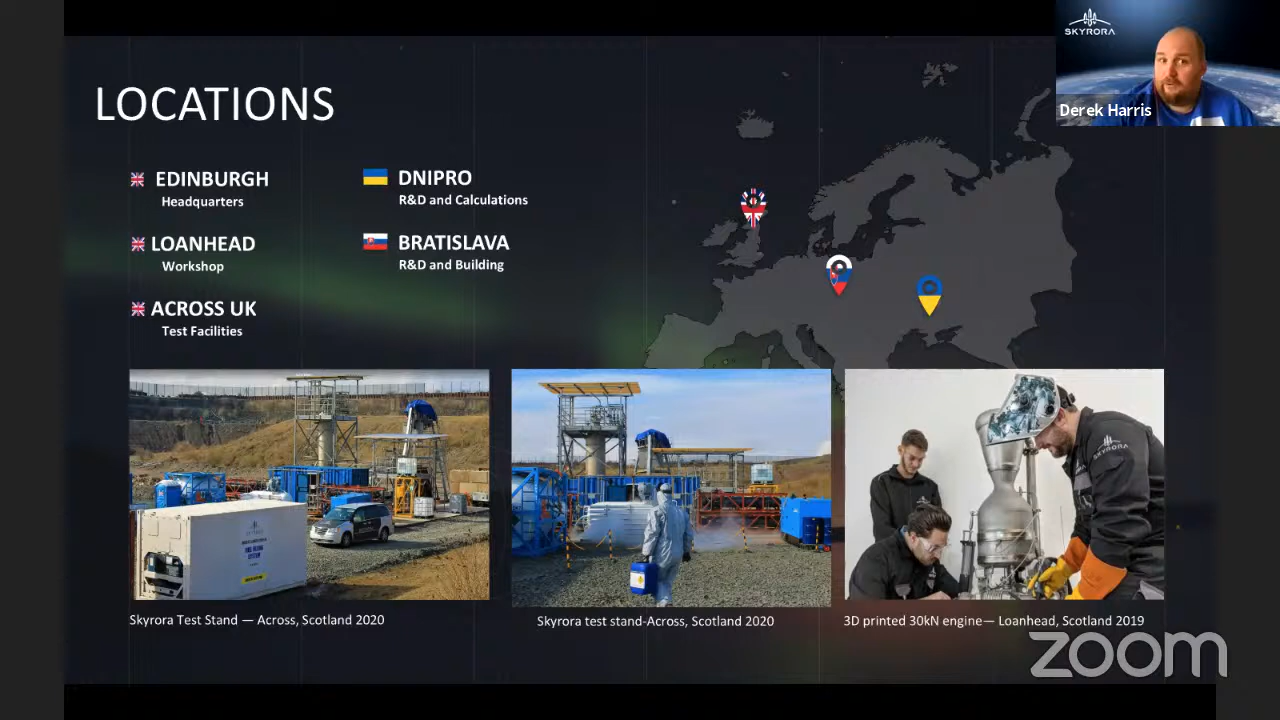 SKYRORA
Derek Harris
LOCATIONS
EDINBURGH
Headquarters
LOANHEAD
Workshop
ACROSS UK
Test Facilities
DNIPRO
R&D and Calculations
BRATISLAVA
R&D and Building
SKYRORA
Skyrora Test Stand — Across, Scotland 2020
Skyrora test stand-Across, Scotland 2020
3D printed 30kN engine— Loanhead, Scotland 2019
zoom